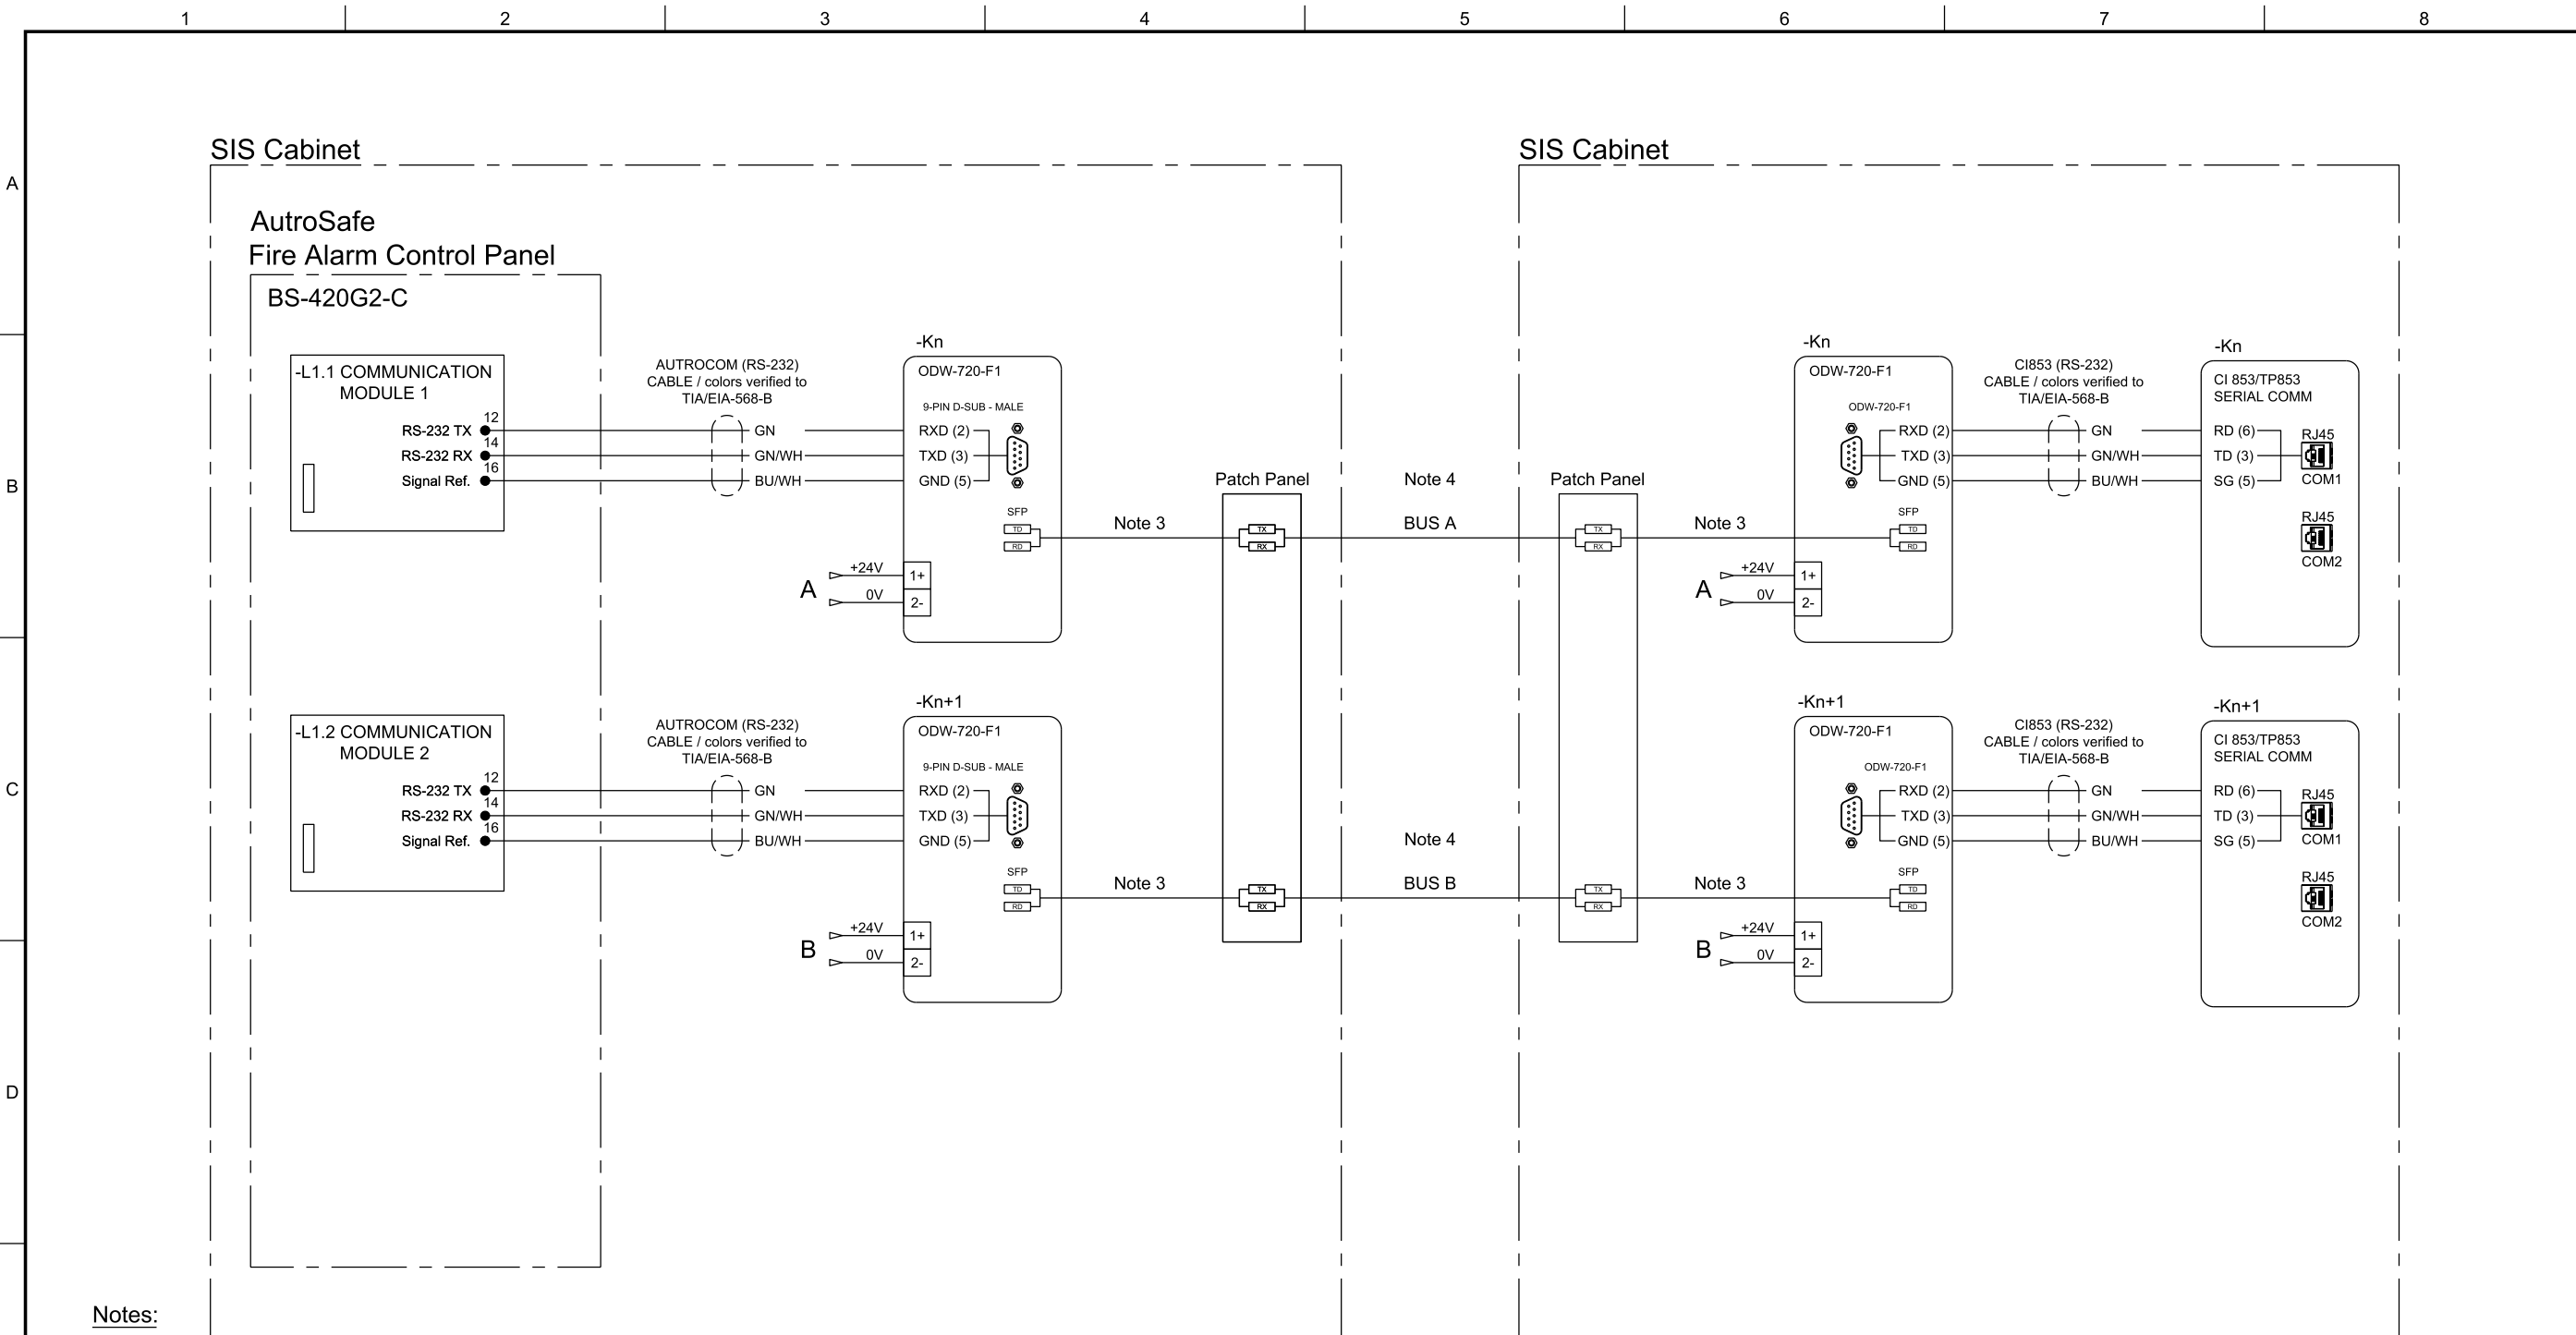 1 2 3 4 5 6 7 8
A
B
C
D
SIS Cabinet
AutroSafe
Fire Alarm Control Panel
BS-420G2-C
-L1.1 COMMUNICATION
MODULE 1
12
RS-232 TX
14
RS-232 RX
16
Signal Ref.
AUTROCOM (RS-232)
CABLE / colors verified to
TIA/EIA-568-B
GN
GN/WH
BU/WH
-Kn
ODW-720-F1
9-PIN D-SUB - MALE
RXD (2)
TXD (3)
GND (5)
SFP
TD
RD
+24V
1+
A
0V
2-
Note 3
Patch Panel
TX
RX
Note 4
BUS A
-L1.2 COMMUNICATION
MODULE 2
12
RS-232 TX
14
RS-232 RX
16
Signal Ref.
AUTROCOM (RS-232)
CABLE / colors verified to
TIA/EIA-568-B
GN
GN/WH
BU/WH
-Kn+1
ODW-720-F1
9-PIN D-SUB - MALE
RXD (2)
TXD (3)
GND (5)
SFP
TD
RD
+24V
1+
B
0V
2-
Note 3
TX
RX
Note 4
BUS B
SIS Cabinet
Patch Panel
TX
RX
Note 3
-Kn
ODW-720-F1
ODW-720-F1
RXD (2)
TXD (3)
GND (5)
SFP
TD
RD
+24V
1+
A
0V
2-
CI853 (RS-232)
CABLE / colors verified to
TIA/EIA-568-B
GN
GN/WH
BU/WH
-Kn
CI 853/TP853
SERIAL COMM
RD (6)
TD (3)
SG (5)
RJ45
COM1
RJ45
COM2
TX
RX
Note 3
-Kn+1
ODW-720-F1
ODW-720-F1
RXD (2)
TXD (3)
GND (5)
SFP
TD
RD
+24V
1+
B
0V
2-
CI853 (RS-232)
CABLE / colors verified to
TIA/EIA-568-B
GN
GN/WH
BU/WH
-Kn+1
CI 853/TP853
SERIAL COMM
RD (6)
TD (3)
SG (5)
RJ45
COM1
RJ45
COM2
Notes: